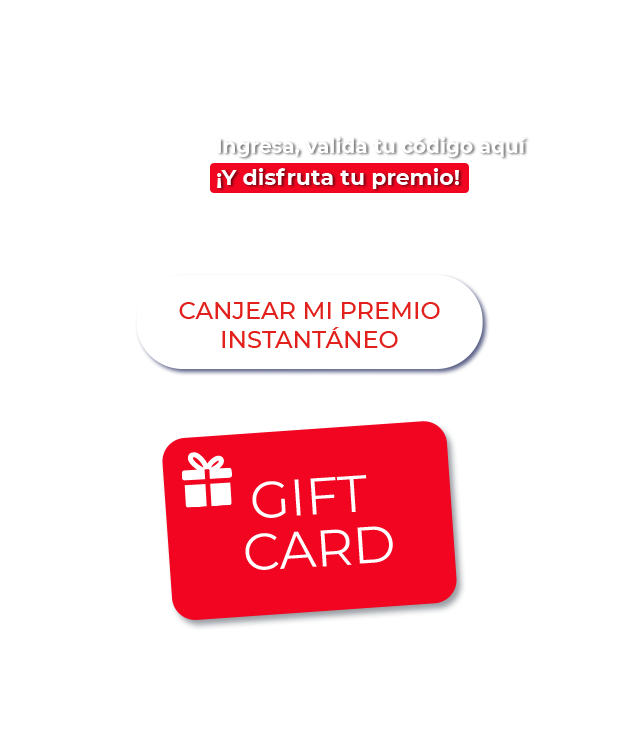 Ingresa, valida tu código aquí
¡Y disfruta tu premio!
CANJEAR MI PREMIO
INSTANTÁNEO
GIFT
CARD